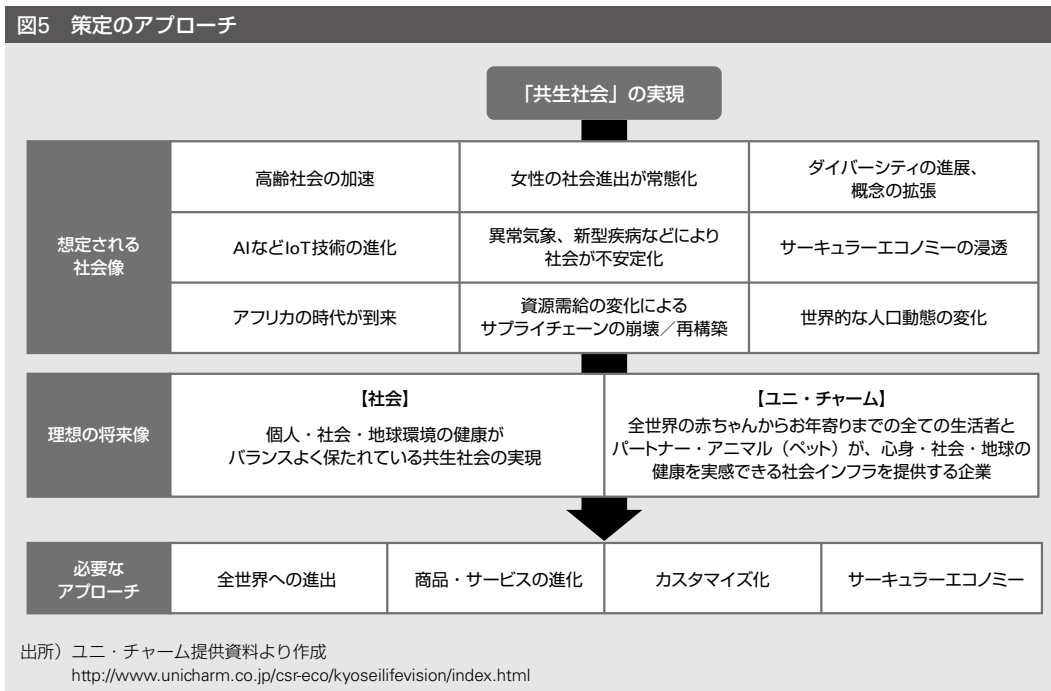 図5　策定のアプローチ
「共生社会」の実現
想定される
社会像
高齢社会の加速
女性の社会進出が常態化
ダイバーシティの進展、
概念の拡張
AIなどIoT技術の進化
異常気象、新型疾病などにより
社会が不安定化
サーキュラーエコノミーの浸透
アフリカの時代が到来
資源需給の変化による
サプライチェーンの崩壊／再構築
世界的な人口動態の変化
理想の将来像
【社会】
個人・社会・地球環境の健康が
バランスよく保たれている共生社会の実現
【ユニ・チャーム】
全世界の赤ちゃんからお年寄りまでの全ての生活者と
パートナー・アニマル（ペット）が、心身・社会・地球の
健康を実感できる社会インフラを提供する企業
必要な
アプローチ
全世界への進出
商品・サービスの進化
カスタマイズ化
サーキュラーエコノミー
出所）ユニ・チャーム提供資料より作成
http://www.unicharm.co.jp/csr-eco/kyoseilifevision/index.html